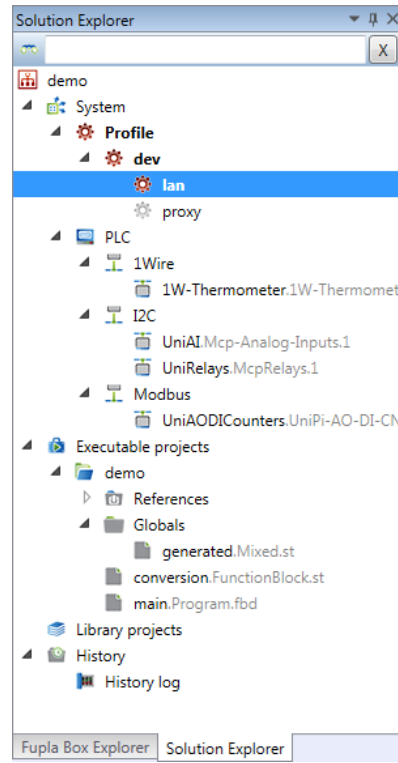 Solution Explorer
X
demo
System
Profile
dev
lan
proxy
PLC
1Wire
1W-Thermometer.1W-Thermomet
I2C
UniAI.Mcp-Analog-Inputs.1
UniRelays.McpRelays.1
Modbus
UniAODICounters.UniPi-AO-DI-CN
Executable projects
demo
References
Globals
generated.Mixed.st
conversion.FunctionBlock.st
main.Program.fbd
Library projects
History
History log
Fupla Box Explorer Solution Explorer